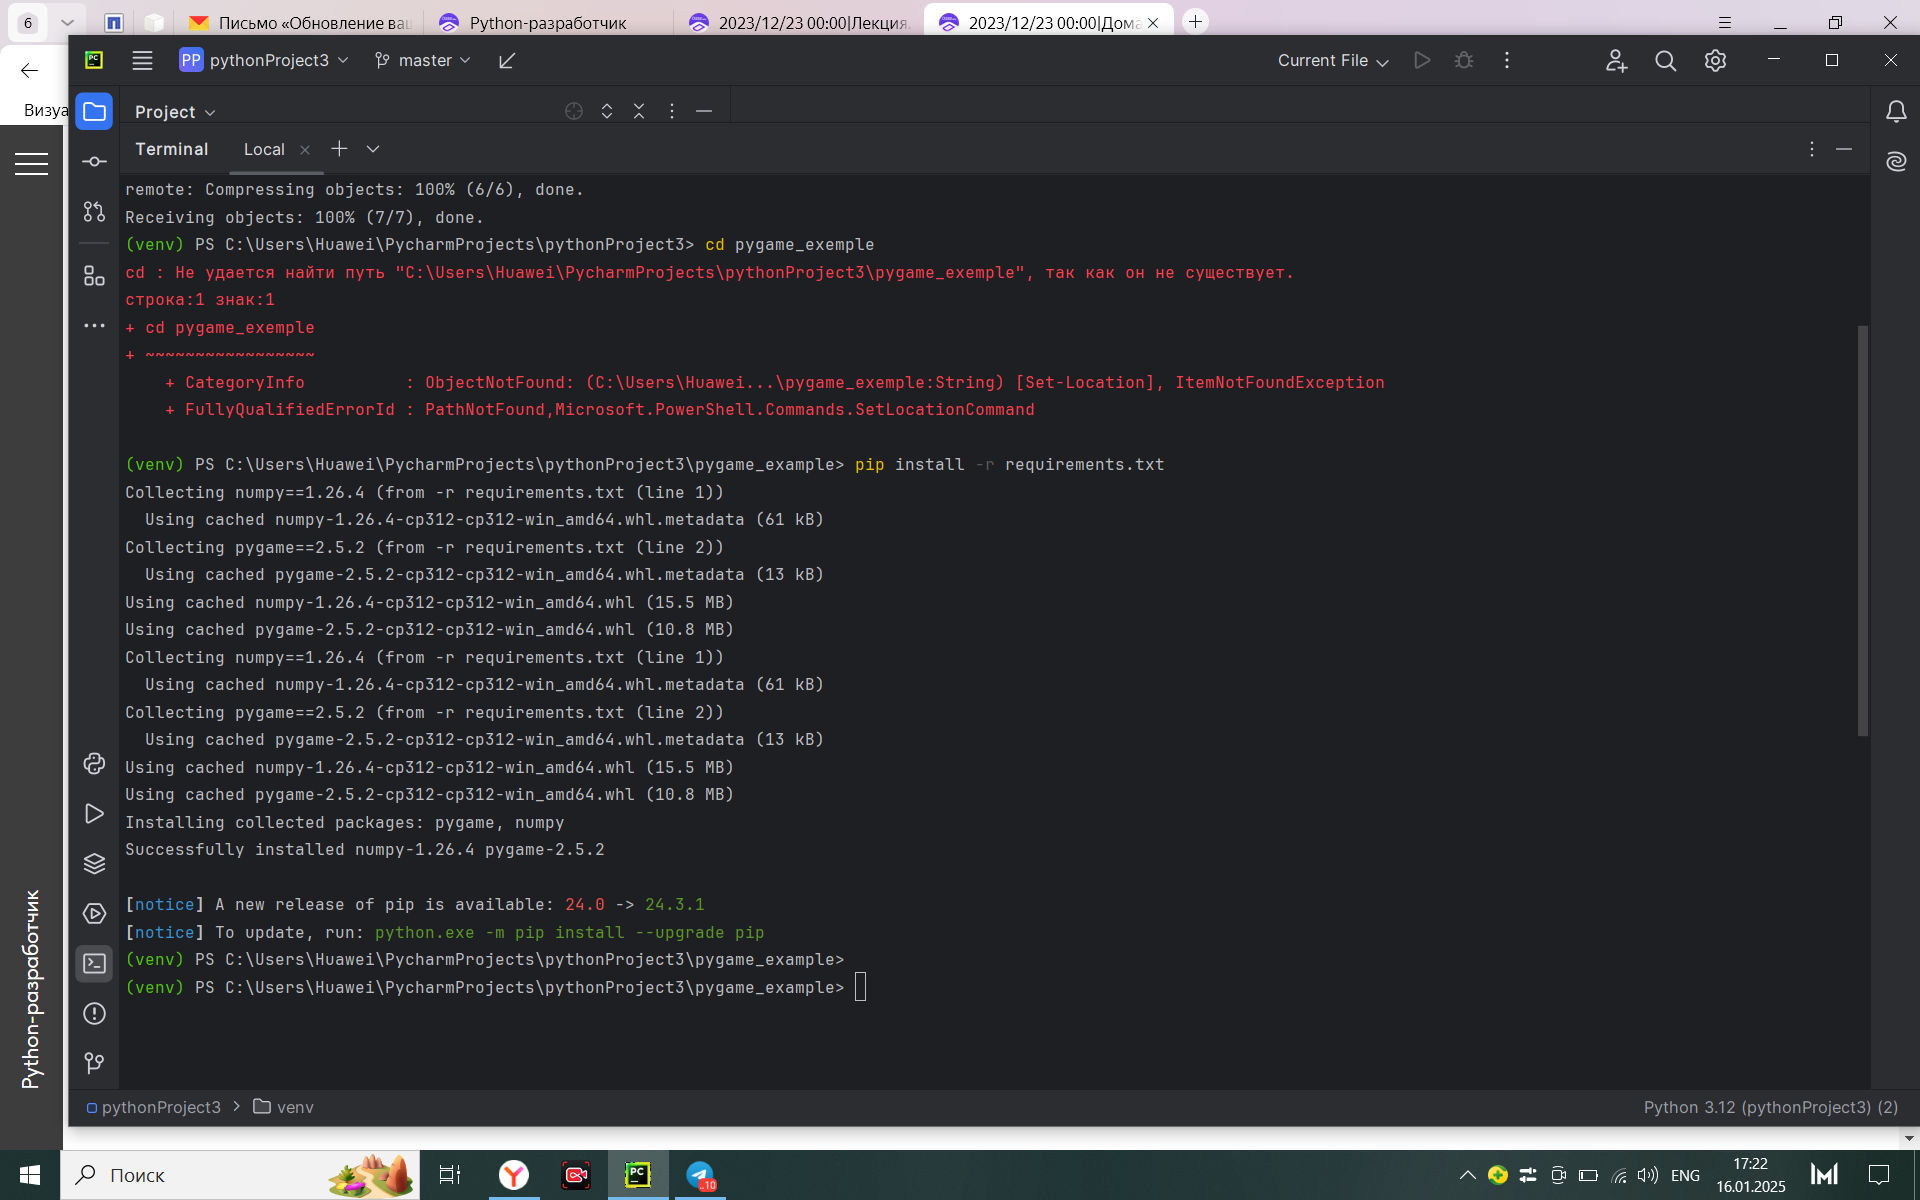 6
Письмо «Обновление ваш
Python-разработчик
2023/12/23 00:00|Лекция.
2023/12/23 00:00|Дома
PC
PP pythonProject3
master
Current File
Визуа
Project
Terminal
Local
remote: Compressing objects: 100% (6/6), done.
Receiving objects: 100% (7/7), done.
(venv) PS C:\Users\Huawei\PycharmProjects\pythonProject3> cd pygame_exemple
cd : Не удается найти путь "C:\Users\Huawei\PycharmProjects\pythonProject3\pygame_exemple", так как он не существует.
строка:1 знак:1
+ cd pygame_exemple
+ ~~~~~~~~~~~~~~~~~
    + CategoryInfo          : ObjectNotFound: (C:\Users\Huawei...\pygame_exemple:String) [Set-Location], ItemNotFoundException
    + FullyQualifiedErrorId : PathNotFound,Microsoft.PowerShell.Commands.SetLocationCommand
(venv) PS C:\Users\Huawei\PycharmProjects\pythonProject3\pygame_example> pip install -r requirements.txt
Collecting numpy==1.26.4 (from -r requirements.txt (line 1))
  Using cached numpy-1.26.4-cp312-cp312-win_amd64.whl.metadata (61 kB)
Collecting pygame==2.5.2 (from -r requirements.txt (line 2))
  Using cached pygame-2.5.2-cp312-cp312-win_amd64.whl.metadata (13 kB)
Using cached numpy-1.26.4-cp312-cp312-win_amd64.whl (15.5 MB)
Using cached pygame-2.5.2-cp312-cp312-win_amd64.whl (10.8 MB)
Collecting numpy==1.26.4 (from -r requirements.txt (line 1))
  Using cached numpy-1.26.4-cp312-cp312-win_amd64.whl.metadata (61 kB)
Collecting pygame==2.5.2 (from -r requirements.txt (line 2))
  Using cached pygame-2.5.2-cp312-cp312-win_amd64.whl.metadata (13 kB)
Using cached numpy-1.26.4-cp312-cp312-win_amd64.whl (15.5 MB)
Using cached pygame-2.5.2-cp312-cp312-win_amd64.whl (10.8 MB)
Installing collected packages: pygame, numpy
Successfully installed numpy-1.26.4 pygame-2.5.2
[notice] A new release of pip is available: 24.0 -> 24.3.1
[notice] To update, run: python.exe -m pip install --upgrade pip
(venv) PS C:\Users\Huawei\PycharmProjects\pythonProject3\pygame_example>
(venv) PS C:\Users\Huawei\PycharmProjects\pythonProject3\pygame_example>
Python-разработчик
pythonProject3 > venv
Python 3.12 (pythonProject3) (2)
Поиск
PC
..10
ENG
17:22
16.01.2025